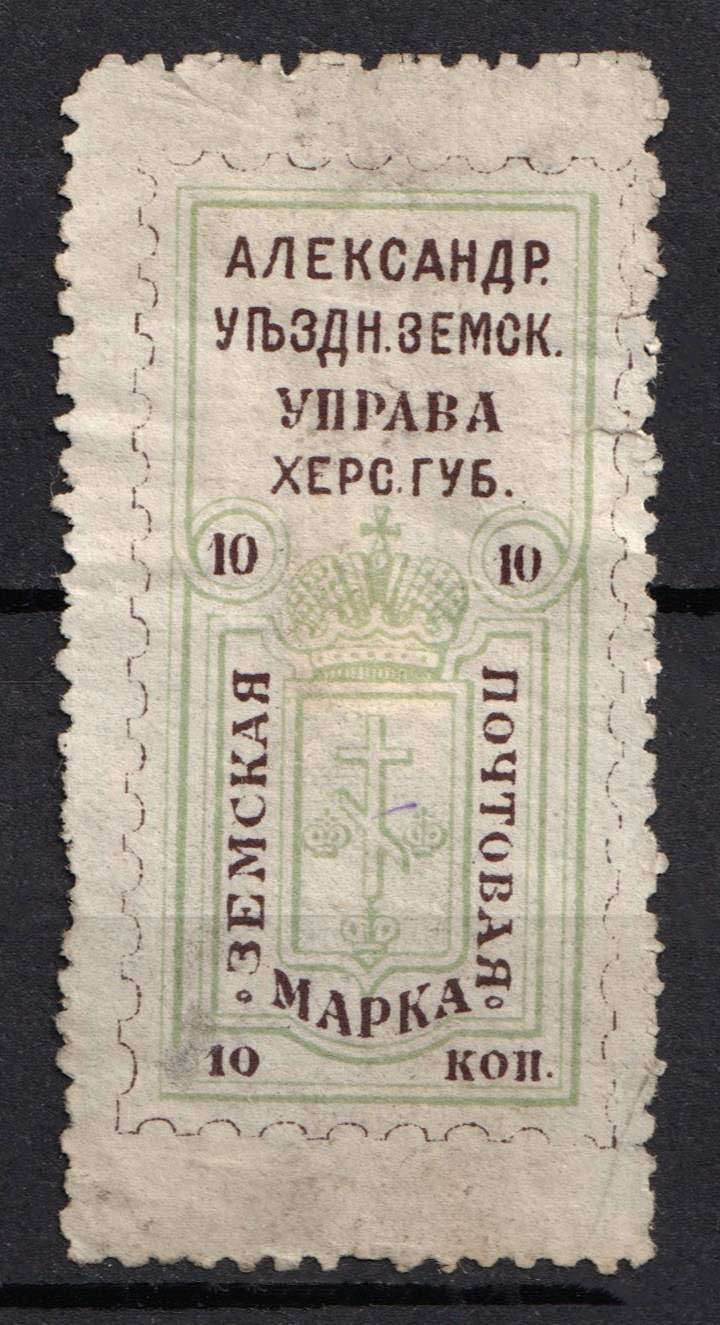 АЛЕКСАНДР.
УѢЗДН. ЗЕМСК.
УПРАВА
ХЕРС. ГУБ.
10 10
ЗЕМСКАЯ
ПОЧТОВАЯ
МАРКА
10 КОП.